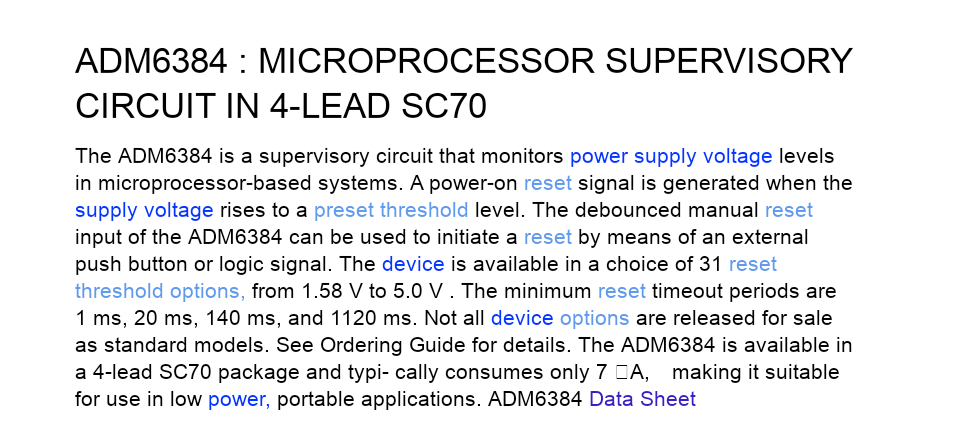 ADM6384 : MICROPROCESSOR SUPERVISORY
CIRCUIT IN 4-LEAD SC70
The ADM6384 is a supervisory circuit that monitors power supply voltage levels
in microprocessor-based systems. A power-on reset signal is generated when the
supply voltage rises to a preset threshold level. The debounced manual reset
input of the ADM6384 can be used to initiate a reset by means of an external
push button or logic signal. The device is available in a choice of 31 reset
threshold options, from 1.58 V to 5.0 V . The minimum reset timeout periods are
1 ms, 20 ms, 140 ms, and 1120 ms. Not all device options are released for sale
as standard models. See Ordering Guide for details. The ADM6384 is available in
a 4-lead SC70 package and typi- cally consumes only 7 □A, making it suitable
for use in low power, portable applications. ADM6384 Data Sheet